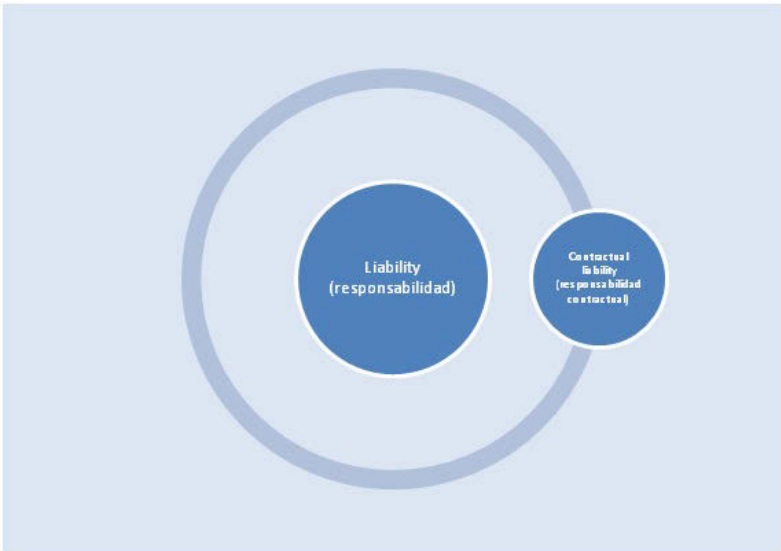 Liability
(responsabilidad)
Contractual
liability
(responsabilidad
contractual)